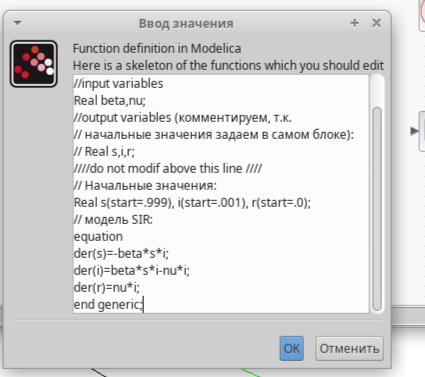 Ввод значения
Function definition in Modelica
Here is a skeleton of the functions which you should edit
//input variables
Real beta,nu;
//output variables (комментируем, т.к.
// начальные значения задаем в самом блоке):
// Real s,i,r;
////do not modif above this line ////
// Начальные значения:
Real s(start=.999), i(start=.001), r(start=.0);
// модель SIR:
equation
der(s)=-beta*s*i;
der(i)=beta*s*i-nu*i;
der(r)=nu*i;
end generic;
OK
Отменить